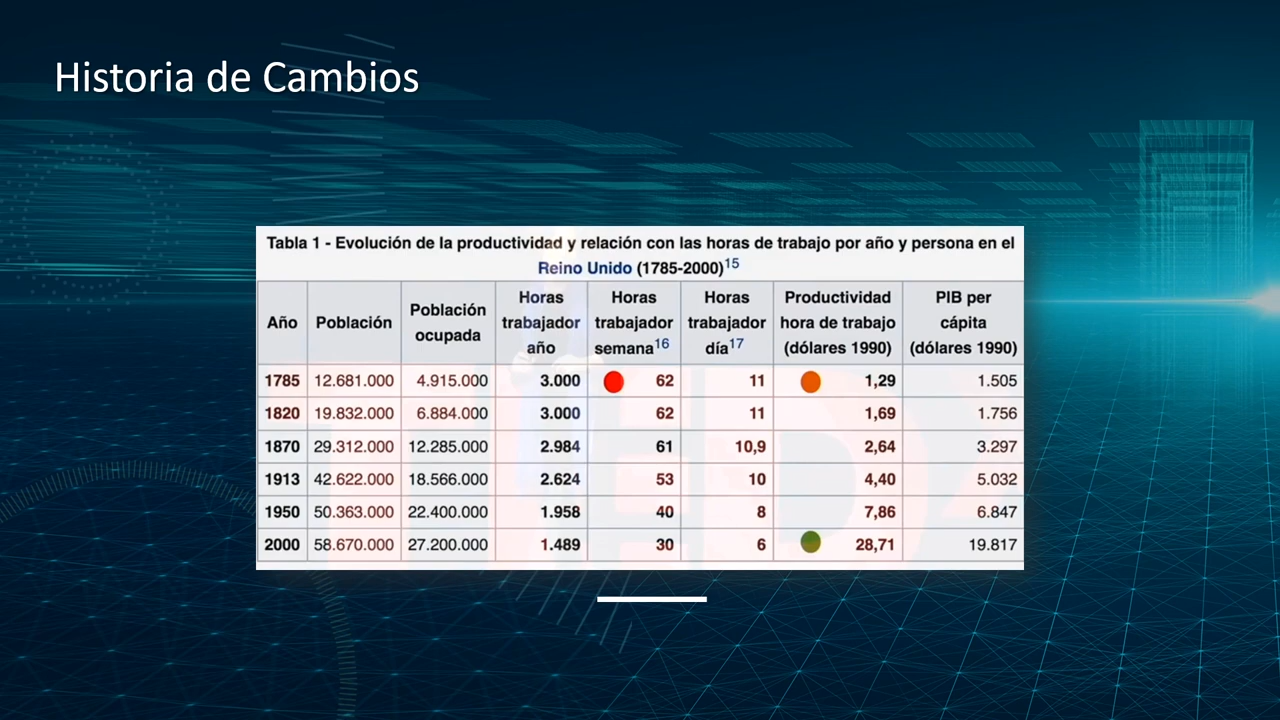 Historia de Cambios
Tabla 1 - Evolución de la productividad y relación con las horas de trabajo por año y persona en el
Reino Unido (1785-2000)15
Año Población Población ocupada Horas trabajador año Horas trabajador semana16 Horas trabajador día17 Productividad hora de trabajo (dólares 1990) PIB per cápita (dólares 1990)
1785 12.681.000 4.915.000 3.000 62 11 1,29 1.505
1820 19.832.000 6.884.000 3.000 62 11 1,69 1.756
1870 29.312.000 12.285.000 2.984 61 10,9 2,64 3.297
1913 42.622.000 18.566.000 2.624 53 10 4,40 5.032
1950 50.363.000 22.400.000 1.958 40 8 7,86 6.847
2000 58.670.000 27.200.000 1.489 30 6 28,71 19.817